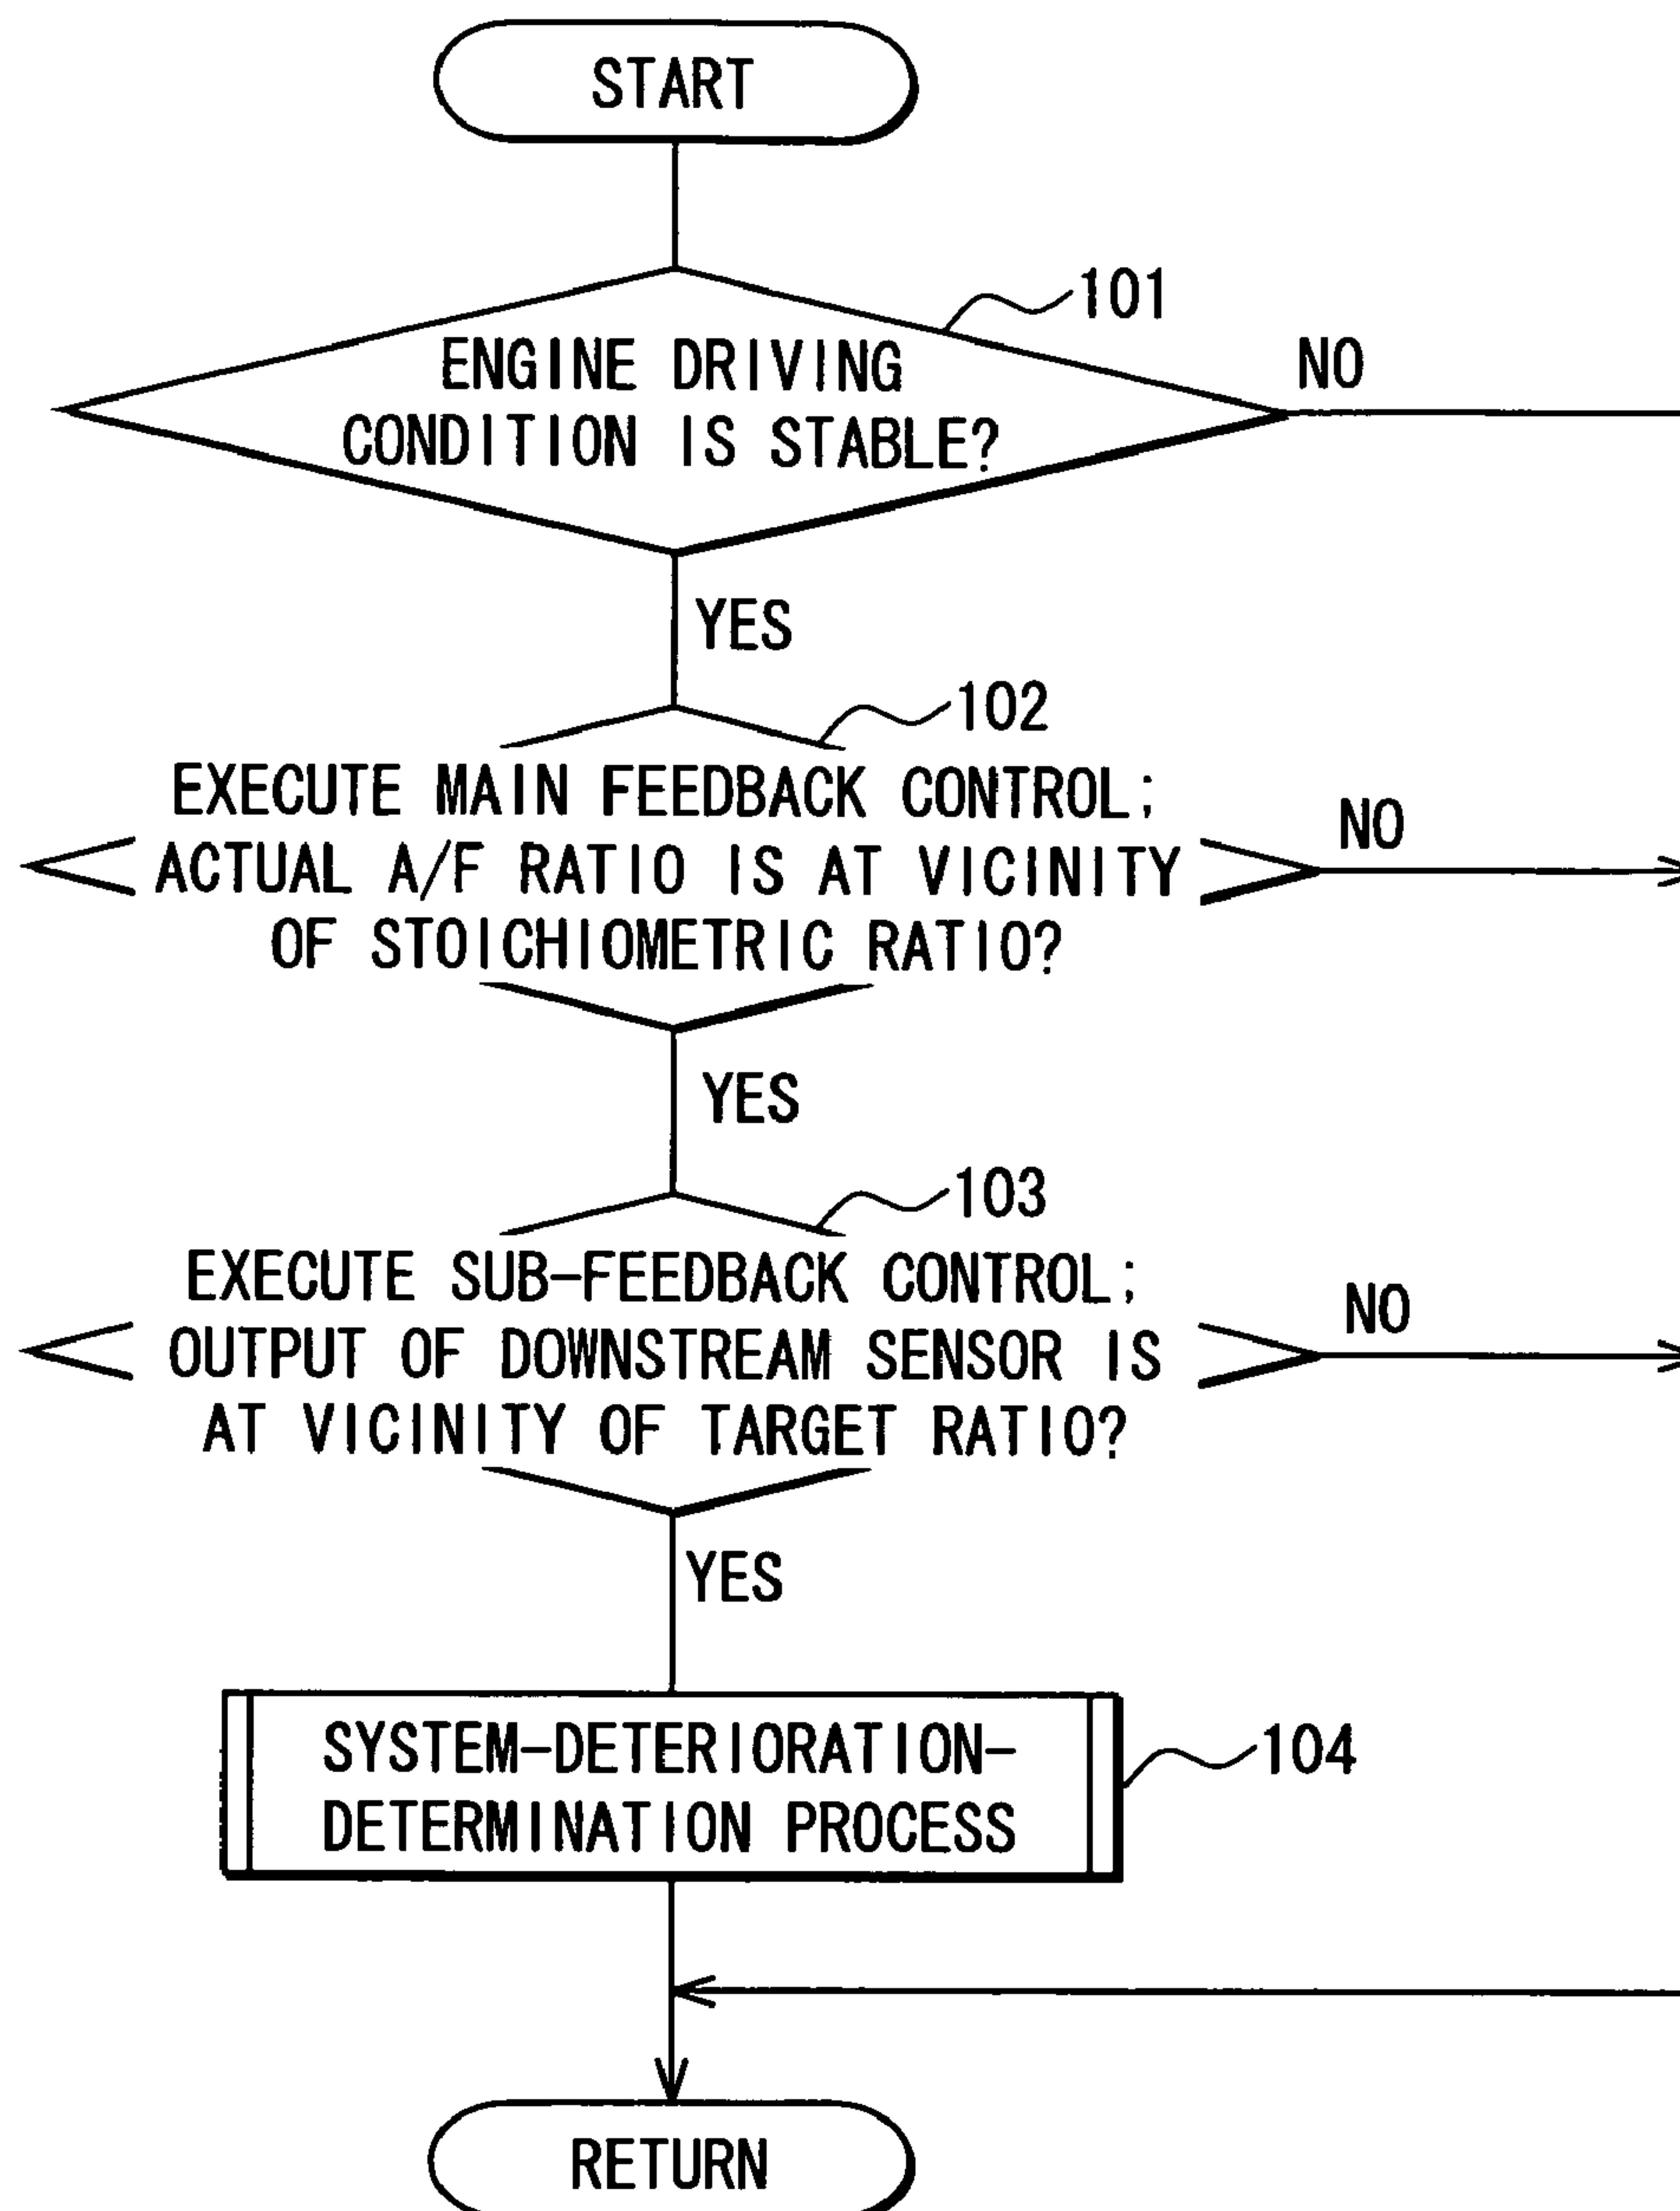 START
101
ENGINE DRIVING
CONDITION IS STABLE?
NO
YES
102
EXECUTE MAIN FEEDBACK CONTROL;
ACTUAL A/F RATIO IS AT VICINITY
OF STOICHIOMETRIC RATIO?
NO
YES
103
EXECUTE SUB-FEEDBACK CONTROL;
OUTPUT OF DOWNSTREAM SENSOR IS
AT VICINITY OF TARGET RATIO?
NO
YES
SYSTEM-DETERIORATION-
DETERMINATION PROCESS
104
RETURN